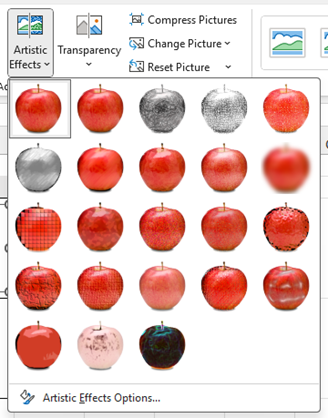 Artistic
Effects
Transparency
Compress Pictures
Change Picture
Reset Picture
Artistic Effects Options...